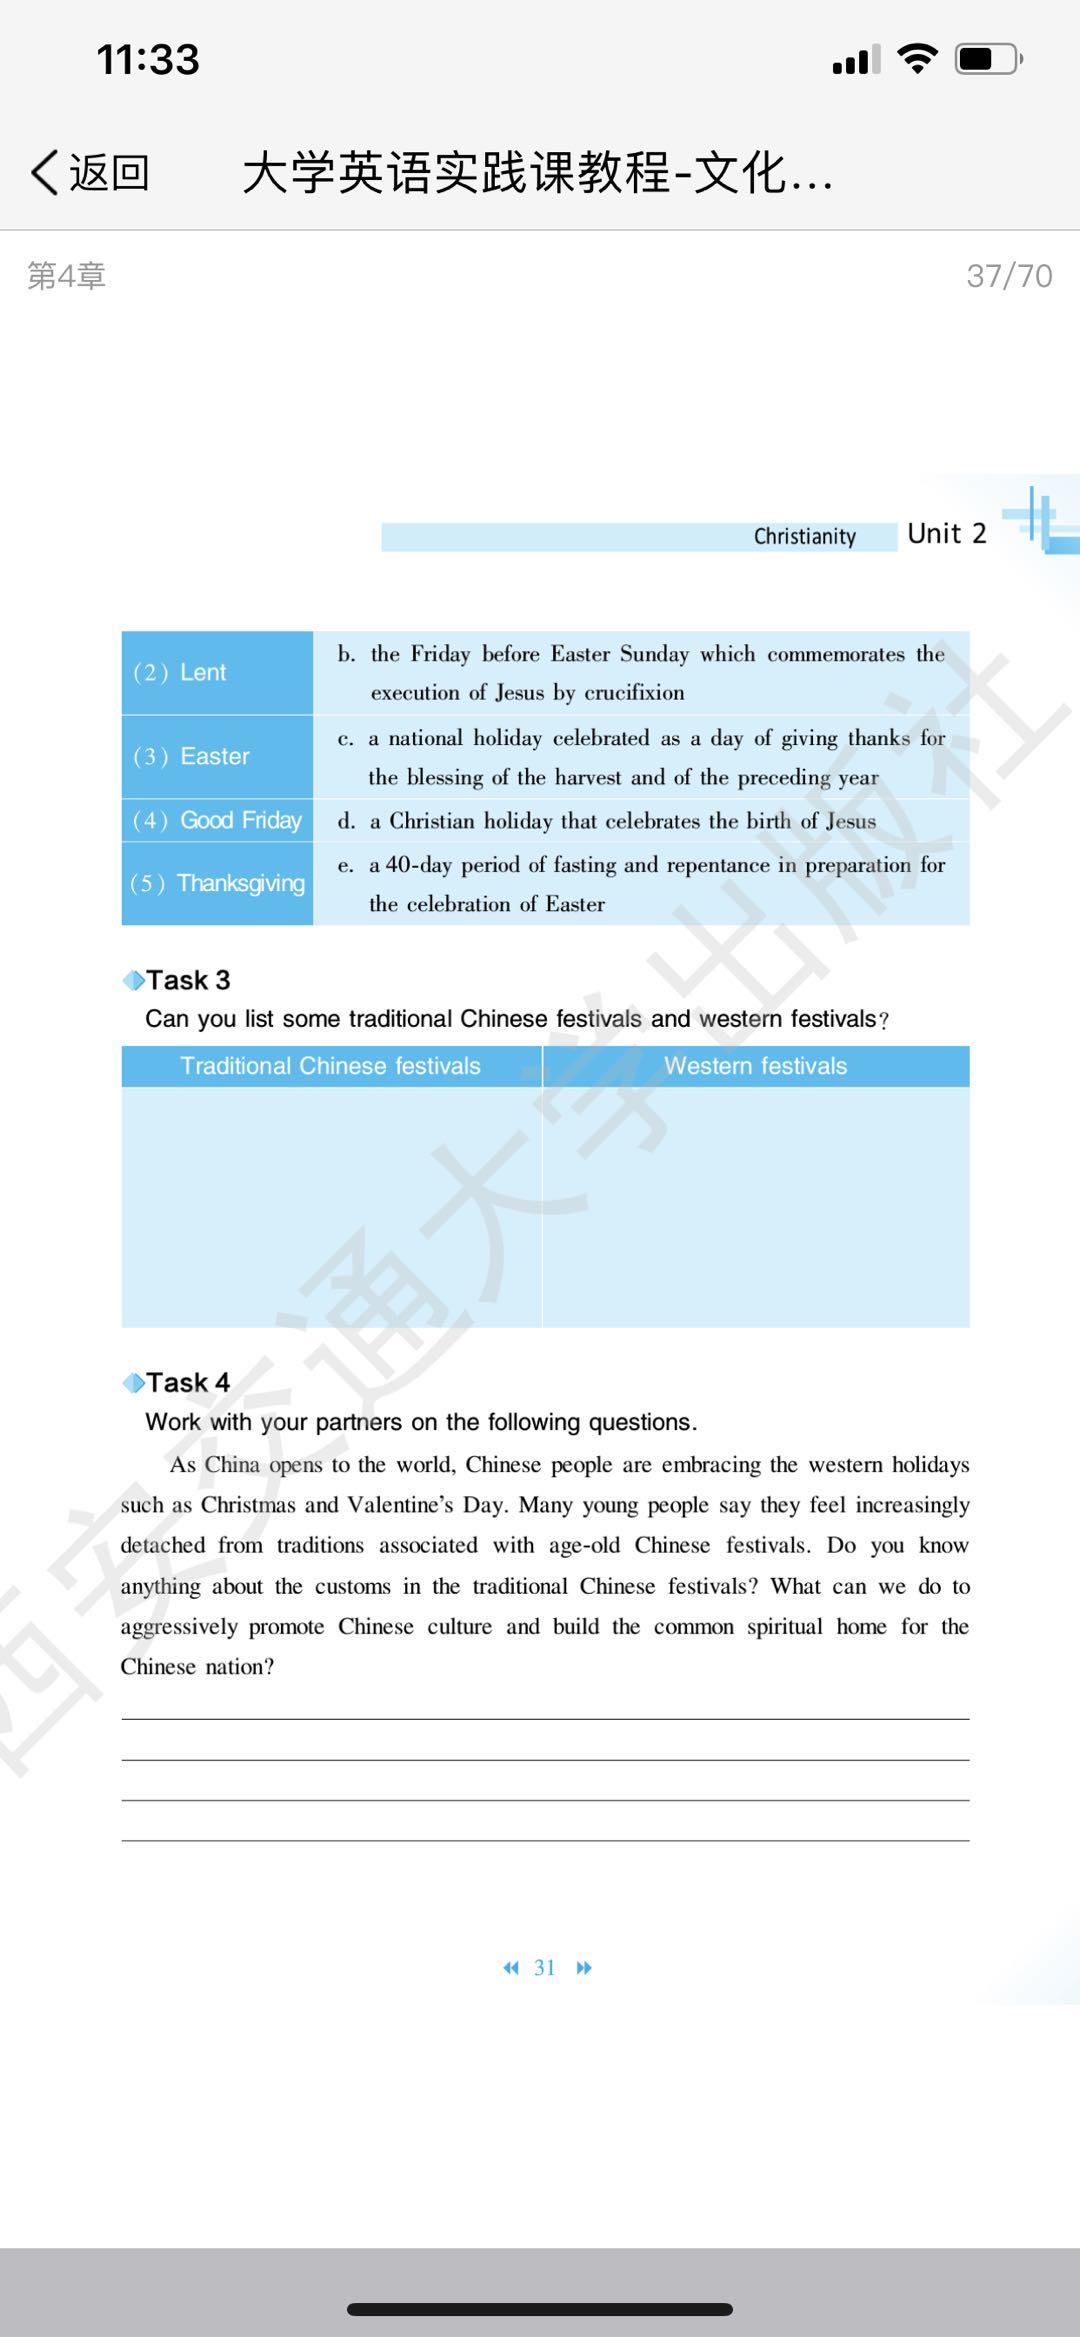 11:33
返回
大学英语实践课教程-文化...
第4章
37/70
Christianity
Unit 2
(2) Lent
b. the Friday before Easter Sunday which commemorates the
execution of Jesus by crucifixion
(3) Easter
c. a national holiday celebrated as a day of giving thanks for
the blessing of the harvest and of the preceding year
(4) Good Friday
d. a Christian holiday that celebrates the birth of Jesus
(5) Thanksgiving
e. a 40-day period of fasting and repentance in preparation for
the celebration of Easter
Task 3
Can you list some traditional Chinese festivals and western festivals?
Traditional Chinese festivals
Western festivals
Task 4
Work with your partners on the following questions.
As China opens to the world, Chinese people are embracing the western holidays
such as Christmas and Valentine's Day. Many young people say they feel increasingly
detached from traditions associated with age-old Chinese festivals. Do you know
anything about the customs in the traditional Chinese festivals? What can we do to
aggressively promote Chinese culture and build the common spiritual home for the
Chinese nation?
31
西安交通大学出版社